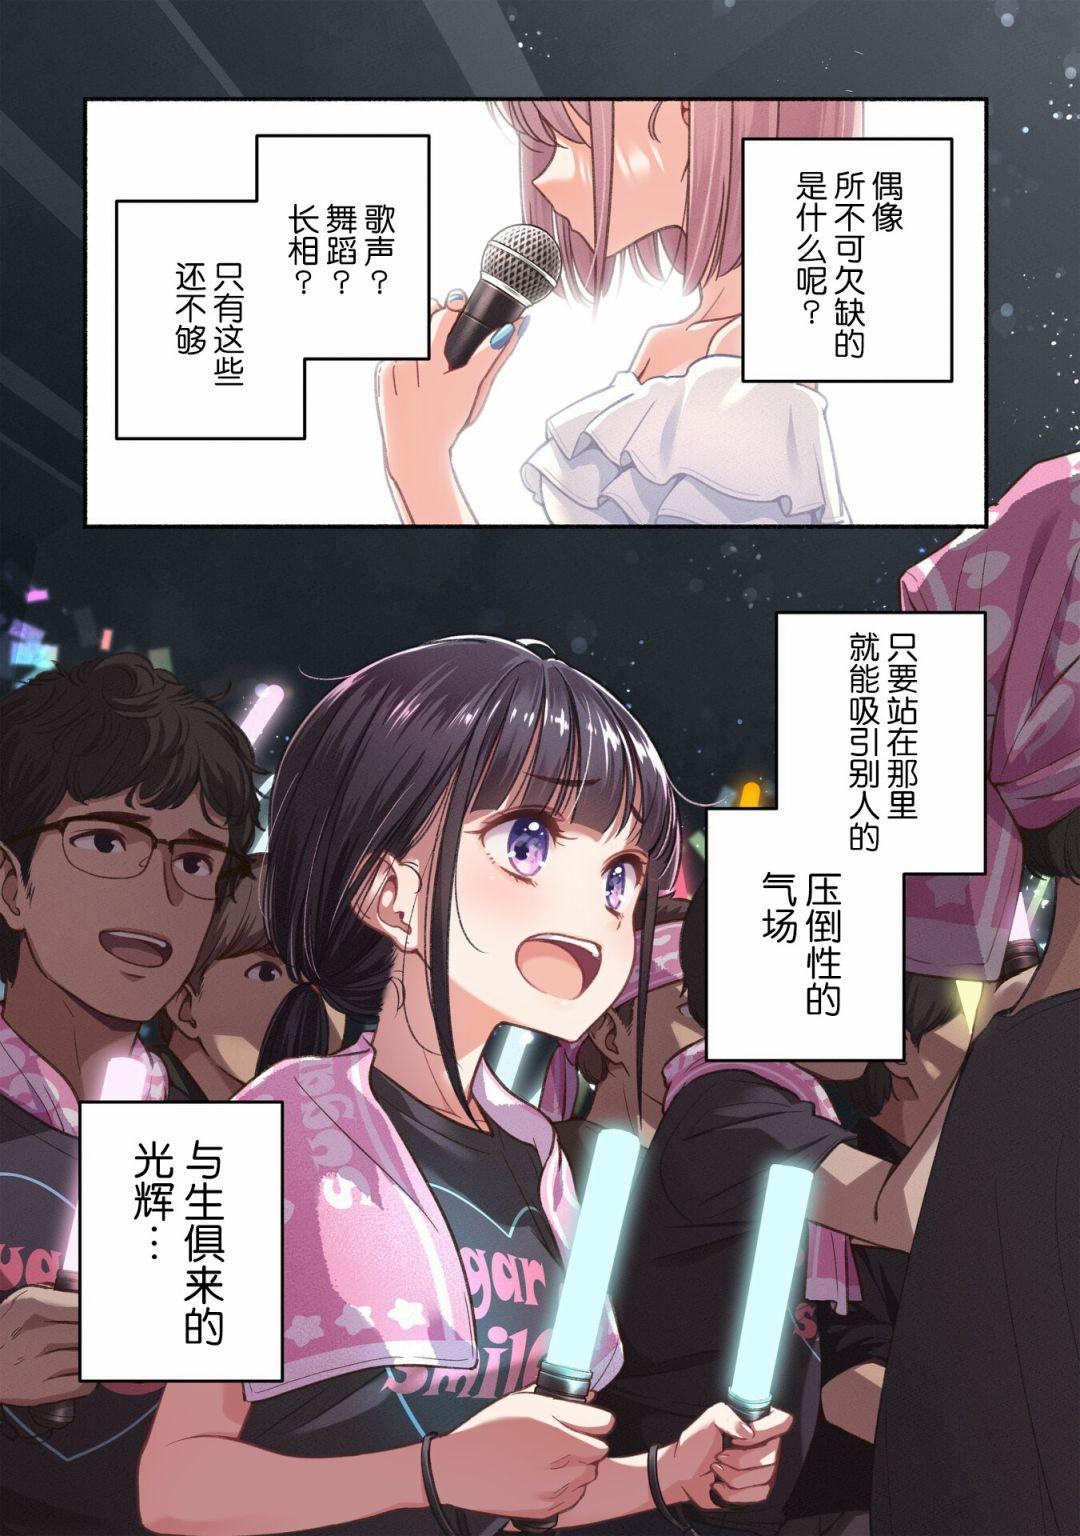 偶像
所不可欠缺的
是什么呢？
歌声？
舞蹈？
长相？
只有这些
还不够
只要站在那里
就能吸引别人的
压倒性的
气场
与生俱来的
光辉…
gar
smile